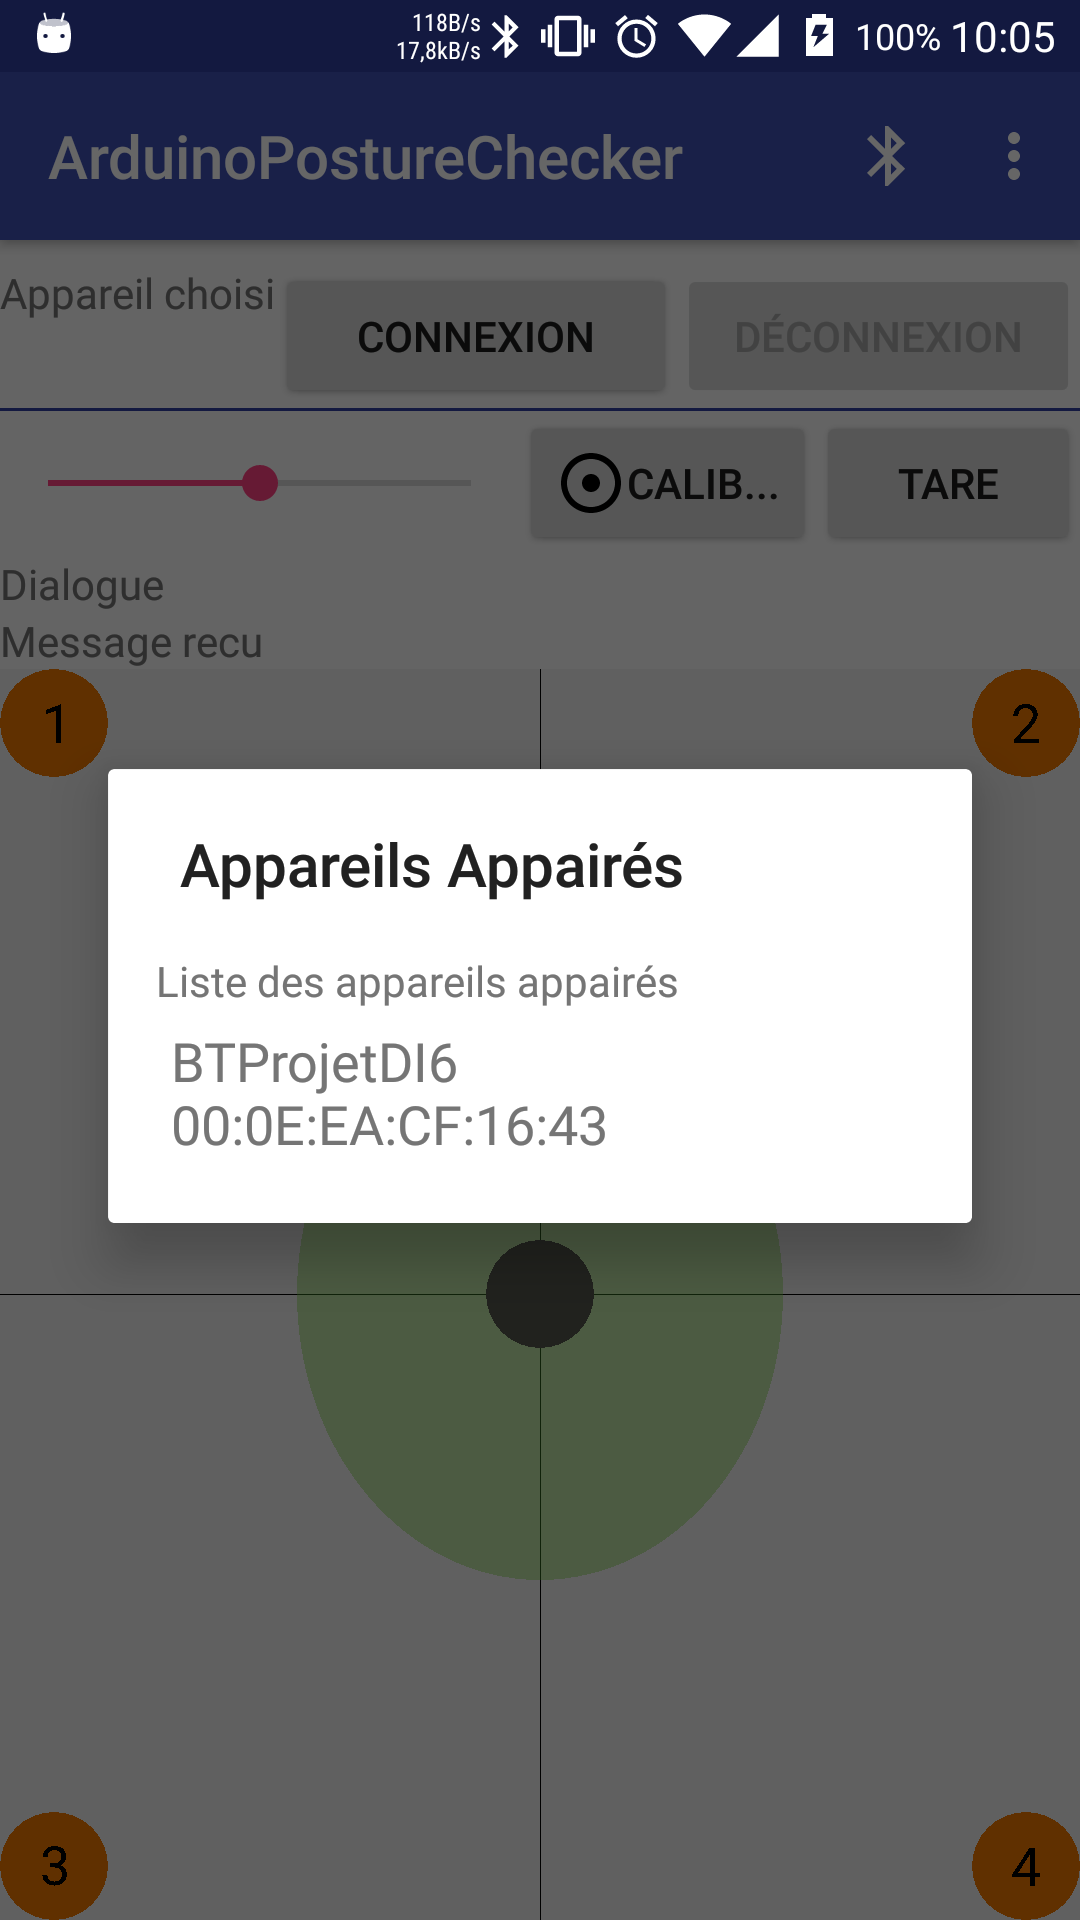 118B/s
17,8kB/s
100% 10:05
ArduinoPostureChecker
Appareil choisi
CONNEXION
DÉCONNEXION
CALIB...
TARE
Dialogue
Message recu
1
2
Appareils Appairés
Liste des appareils appairés
BTProjetDI6
00:0E:EA:CF:16:43
3
4